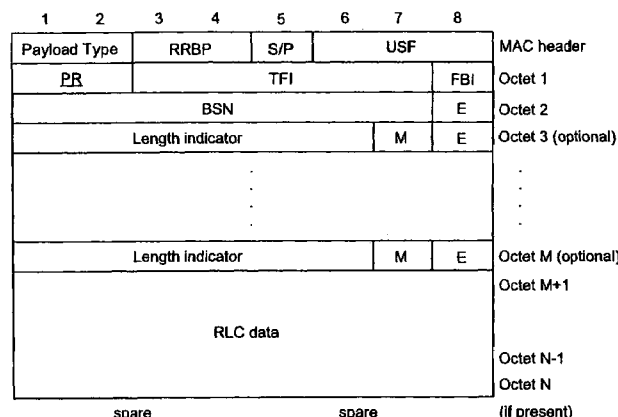 1 2 3 4 5 6 7 8
Payload Type RRBP S/P USF MAC header
PR TFI FBI Octet 1
BSN E Octet 2
Length indicator M E Octet 3 (optional)
Length indicator M E Octet M (optional)
Octet M+1
RLC data
Octet N-1
Octet N
spare spare (if present)